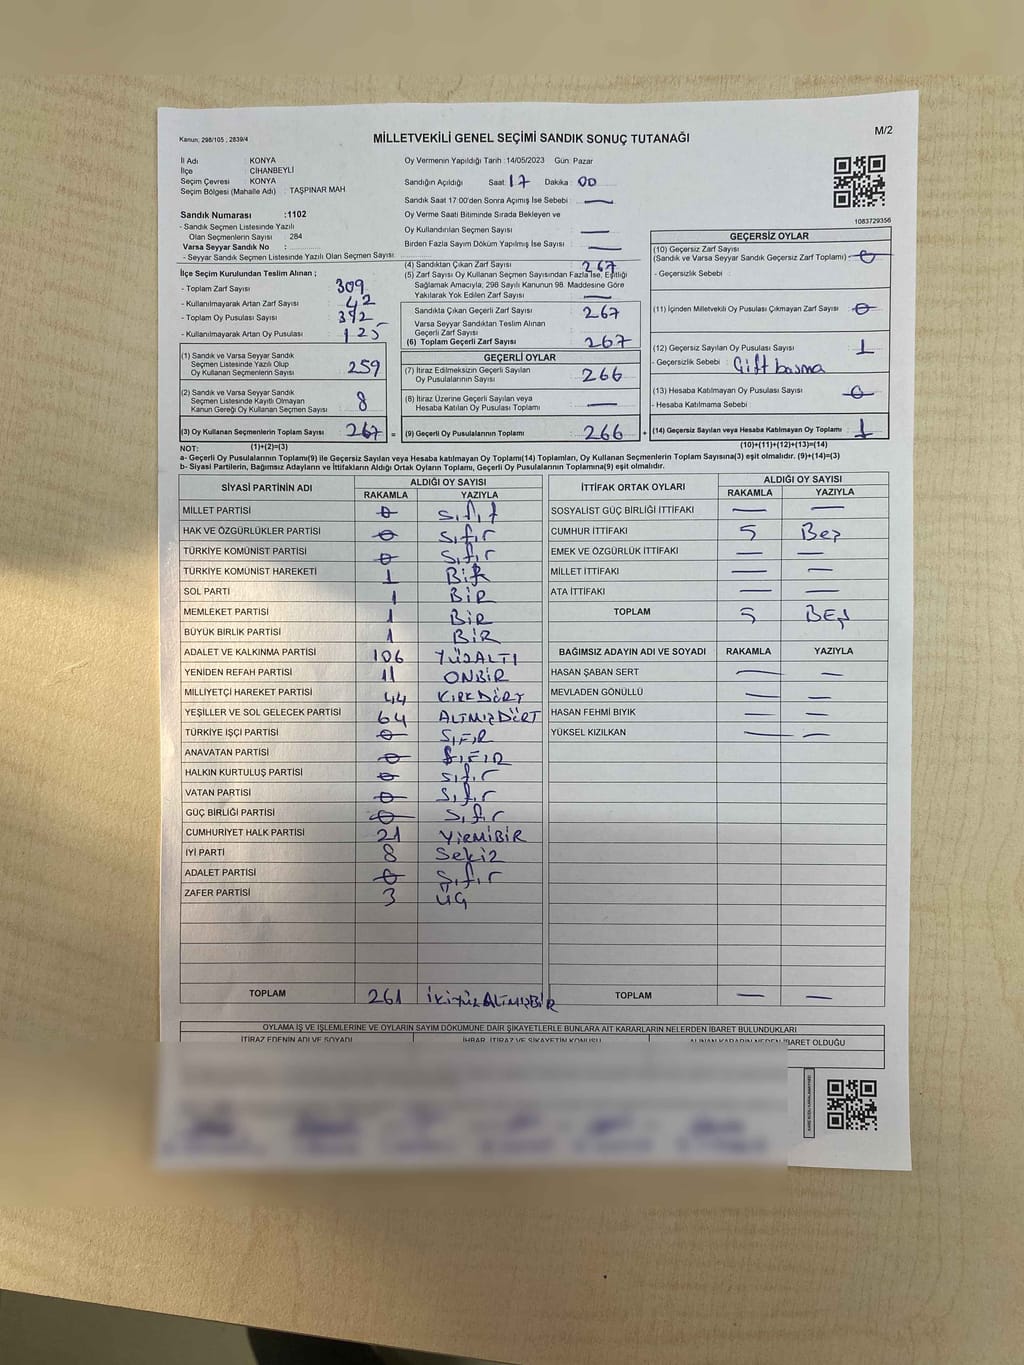 Kanun: 298/105 ; 2839/4
MİLLETVEKİLİ GENEL SEÇİMİ SANDIK SONUÇ TUTANAĞI
M/2
İl Adı : KONYA
İlçe : CİHANBEYLİ
Seçim Çevresi : KONYA
Seçim Bölgesi (Mahalle Adı) : TAŞPINAR MAH.
Sandık Numarası :1102
- Sandık Seçmen Listesinde Yazılı
Olan Seçmenlerin Sayısı : 284
Varsa Seyyar Sandık No :
- Seyyar Sandık Seçmen Listesinde Yazılı Olan Seçmen Sayısı
Oy Vermenin Yapıldığı Tarih :14/05/2023 Gün: Pazar
Sandığın Açıldığı Saat: 17 Dakika : 00
Sandık Saat 17:00'den Sonra Açımış İse Sebebi : —
Oy Verme Saati Bitiminde Sırada Bekleyen ve
Oy Kullandırılan Seçmen Sayısı : —
Birden Fazla Sayım Döküm Yapılmış İse Sayısı : —
1083729356
İlçe Seçim Kurulundan Teslim Alınan ;
- Toplam Zarf Sayısı : 309
- Kullanılmayarak Artan Zarf Sayısı : 42
- Toplam Oy Pusulası Sayısı : 392
- Kullanılmayarak Artan Oy Pusulası : 125
(1) Sandık ve Varsa Seyyar Sandık
Seçmen Listesinde Yazılı Olup
Oy Kullanan Seçmenlerin Sayısı : 259
(2) Sandık ve Varsa Seyyar Sandık
Seçmen Listesinde Kayıtlı Olmayan
Kanun Gereği Oy Kullanan Seçmen Sayısı : 8
(3) Oy Kullanan Seçmenlerin Toplam Sayısı : 267 =
(4) Sandıktan Çıkan Zarf Sayısı : 267
(5) Zarf Sayısı Oy Kullanan Seçmen Sayısından Fazla İse, Eşitliği
Sağlamak Amacıyla, 298 Sayılı Kanunun 98. Maddesine Göre
Yakılarak Yok Edilen Zarf Sayısı : —
Sandıkta Çıkan Geçerli Zarf Sayısı : 267
Varsa Seyyar Sandıktan Teslim Alınan
Geçerli Zarf Sayısı :
(6) Toplam Geçerli Zarf Sayısı : 267
GEÇERLİ OYLAR
(7) İtiraz Edilmeksizin Geçerli Sayılan
Oy Pusulalarının Sayısı : 266
(8) İtiraz Üzerine Geçerli Sayılan veya
Hesaba Katılan Oy Pusulası Toplamı : —
(9) Geçerli Oy Pusulalarının Toplamı : 266 +
GEÇERSİZ OYLAR
(10) Geçersiz Zarf Sayısı
(Sandık ve Varsa Seyyar Sandık Geçersiz Zarf Toplamı) : 0
- Geçersizlik Sebebi :
(11) İçinden Milletvekili Oy Pusulası Çıkmayan Zarf Sayısı : 0
(12) Geçersiz Sayılan Oy Pusulası Sayısı : 1
- Geçersizlik Sebebi : Çift basma
(13) Hesaba Katılmayan Oy Pusulası Sayısı : 0
- Hesaba Katılmama Sebebi
(14) Geçersiz Sayılan veya Hesaba Katılmayan Oy Toplamı : 1
NOT: (1)+(2)=(3) (10)+(11)+(12)+(13)=(14)
a- Geçerli Oy Pusulalarının Toplamı(9) ile Geçersiz Sayılan veya Hesaba katılmayan Oy Toplamı(14) Toplamları, Oy Kullanan Seçmenlerin Toplam Sayısına(3) eşit olmalıdır. (9)+(14)=(3)
b- Siyasi Partilerin, Bağımsız Adayların ve İttifakların Aldığı Ortak Oyların Toplamı, Geçerli Oy Pusulalarının Toplamına(9) eşit olmalıdır.
SİYASİ PARTİNİN ADI ALDIĞI OY SAYISI
RAKAMLA YAZIYLA
MİLLET PARTİSİ 0 Sıfıf
HAK VE ÖZGÜRLÜKLER PARTİSİ 0 Sıfır
TÜRKİYE KOMÜNİST PARTİSİ 0 Sıfır
TÜRKİYE KOMÜNİST HAREKETİ 1 BİR
SOL PARTİ 1 BİR
MEMLEKET PARTİSİ 1 BİR
BÜYÜK BİRLİK PARTİSİ 1 BİR
ADALET VE KALKINMA PARTİSİ 106 YÜZALTI
YENİDEN REFAH PARTİSİ 11 ONBİR
MİLLİYETÇİ HAREKET PARTİSİ 44 KIRKDÖRT
YEŞİLLER VE SOL GELECEK PARTİSİ 64 ALTMIŞDÖRT
TÜRKİYE İŞÇİ PARTİSİ 0 SIFIR
ANAVATAN PARTİSİ 0 SIFIR
HALKIN KURTULUŞ PARTİSİ 0 Sıfır
VATAN PARTİSİ 0 Sıfır
GÜÇ BİRLİĞİ PARTİSİ 0 Sıfır
CUMHURİYET HALK PARTİSİ 21 YİRMİBİR
İYİ PARTİ 8 Sekiz
ADALET PARTİSİ 0 Sıfır
ZAFER PARTİSİ 3 ÜÇ
TOPLAM 261 İKİYÜZALTMIŞBİR
İTTİFAK ORTAK OYLARI ALDIĞI OY SAYISI
RAKAMLA YAZIYLA
SOSYALİST GÜÇ BİRLİĞİ İTTİFAKI — —
CUMHUR İTTİFAKI 5 Beş
EMEK VE ÖZGÜRLÜK İTTİFAKI — —
MİLLET İTTİFAKI — —
ATA İTTİFAKI — —
TOPLAM 5 BEŞ
BAĞIMSIZ ADAYIN ADI VE SOYADI RAKAMLA YAZIYLA
HASAN ŞABAN SERT — —
MEVLADEN GÖNÜLLÜ — —
HASAN FEHMİ BIYIK — —
YÜKSEL KIZILKAN — —
TOPLAM — —
OYLAMA İŞ VE İŞLEMLERİNE VE OYLARIN SAYIM DÖKÜMÜNE DAİR ŞİKAYETLERLE BUNLARA AİT KARARLARIN NELERDEN İBARET BULUNDUKLARI
İTİRAZ EDENİN ADI VE SOYADI İHBAR, İTİRAZ VE ŞİKAYETİN KONUSU ALINAN KARARIN NEDEN İBARET OLDUĞU